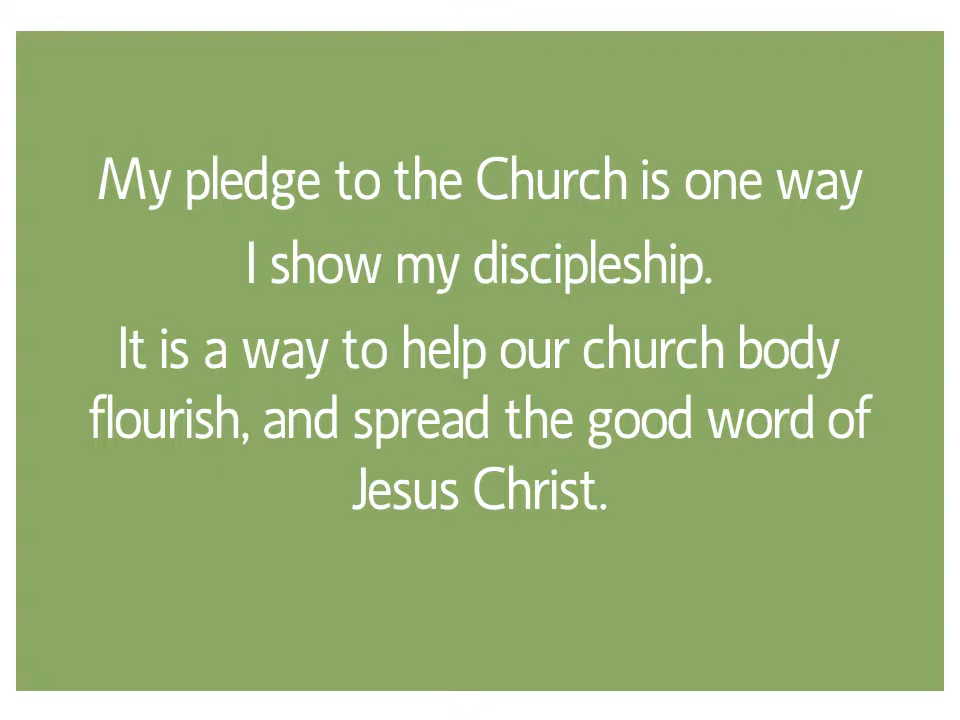 My pledge to the Church is one way
I show my discipleship.
It is a way to help our church body
flourish, and spread the good word of
Jesus Christ.